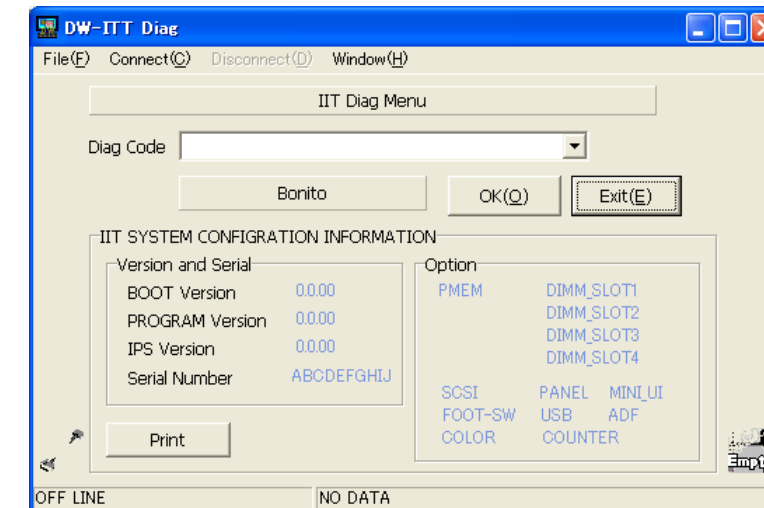 DW-ITT Diag
File(F) Connect(C) Disconnect(D) Window(H)
IIT Diag Menu
Diag Code
Bonito OK(O) Exit(E)
IIT SYSTEM CONFIGRATION INFORMATION
Version and Serial
BOOT Version 0.0.00
PROGRAM Version 0.0.00
IPS Version 0.0.00
Serial Number ABCDEFGHIJ
Option
PMEM DIMM_SLOT1
DIMM_SLOT2
DIMM_SLOT3
DIMM_SLOT4
SCSI PANEL MINI_UI
FOOT-SW USB ADF
COLOR COUNTER
Print
OFF LINE NO DATA